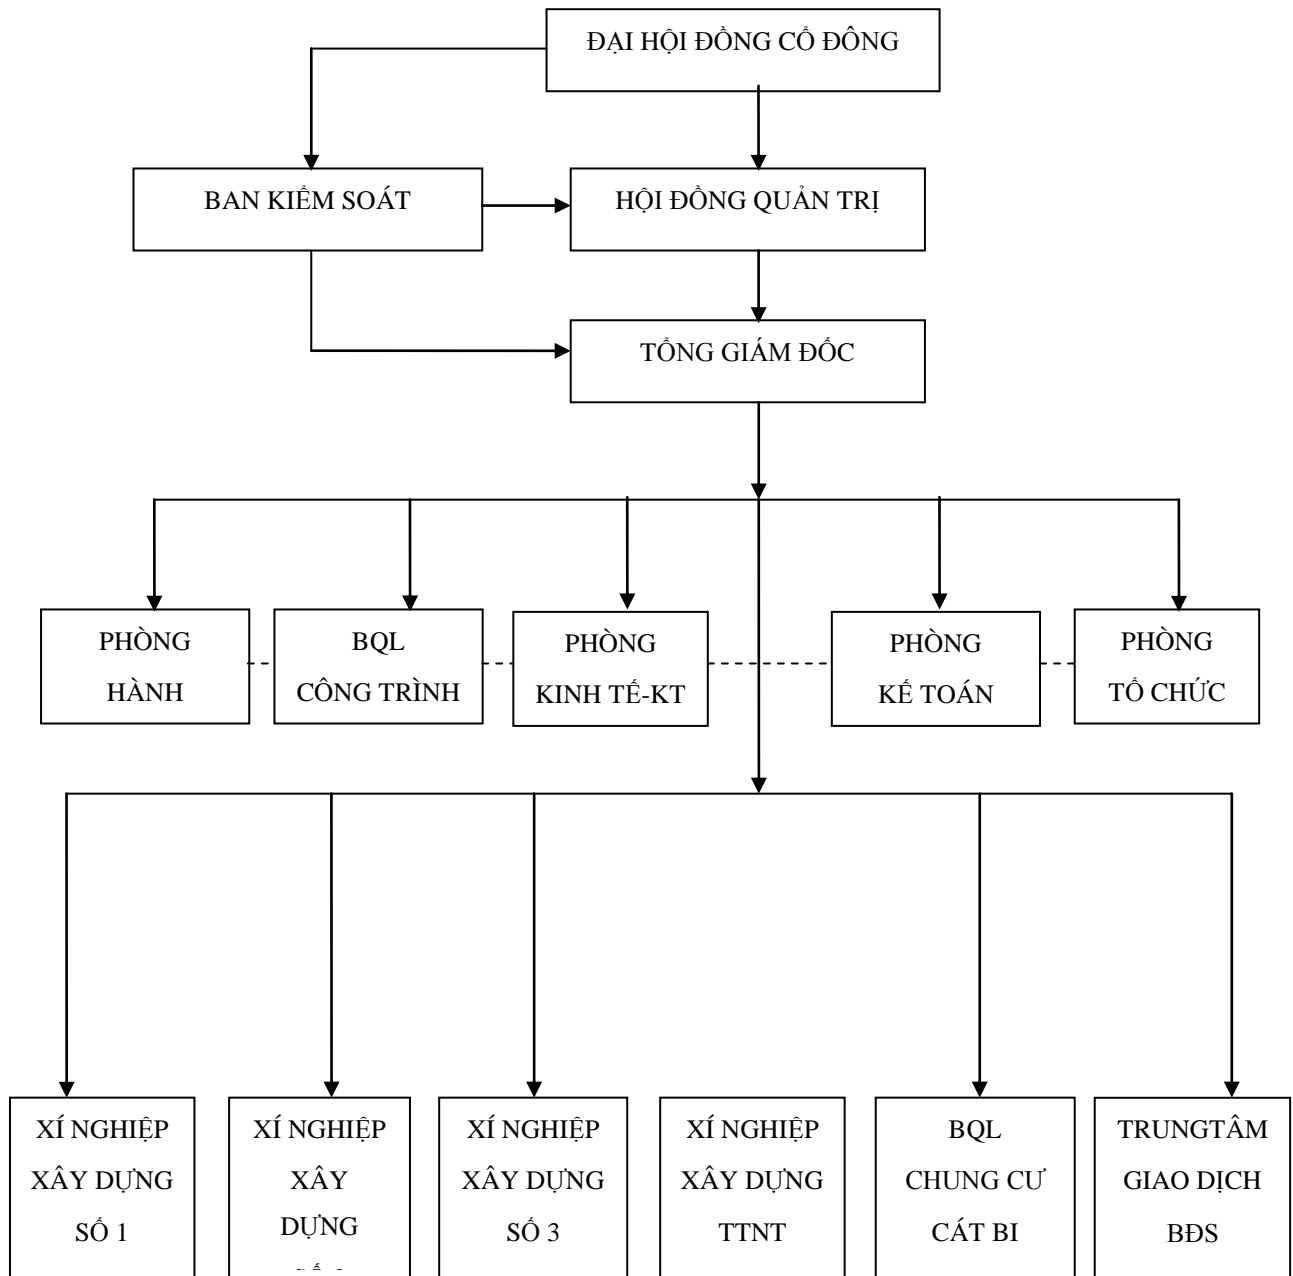 ĐẠI HỘI ĐỒNG CỔ ĐÔNG
BAN KIỂM SOÁT
HỘI ĐỒNG QUẢN TRỊ
TỔNG GIÁM ĐỐC
PHÒNG
HÀNH
BQL
CÔNG TRÌNH
PHÒNG
KINH TẾ-KT
PHÒNG
KẾ TOÁN
PHÒNG
TỔ CHỨC
XÍ NGHIỆP
XÂY DỰNG
SỐ 1
XÍ NGHIỆP
XÂY
DỰNG
XÍ NGHIỆP
XÂY DỰNG
SỐ 3
XÍ NGHIỆP
XÂY DỰNG
TTNT
BQL
CHUNG CƯ
CÁT BI
TRUNGTÂM
GIAO DỊCH
BĐS